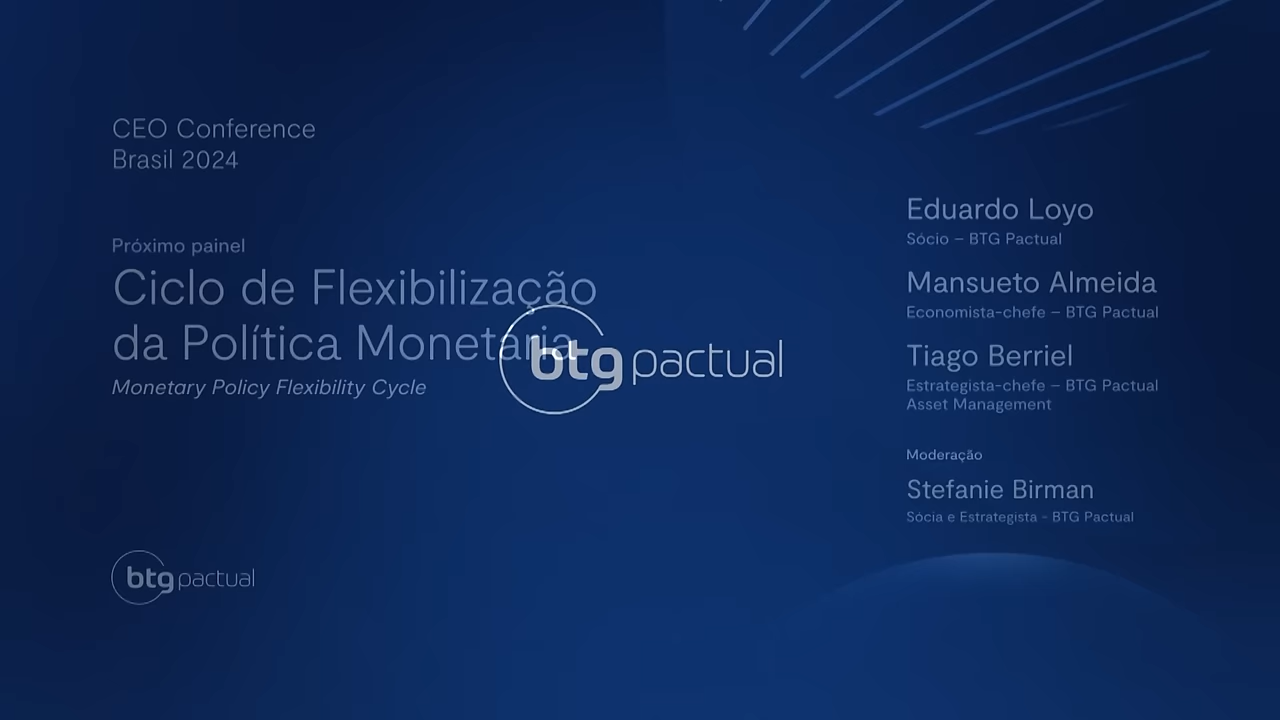 CEO Conference
Brasil 2024
Próximo painel
Ciclo de Flexibilização
da Política Monetária
Monetary Policy Flexibility Cycle
btg pactual
btg pactual
Eduardo Loyo
Sócio – BTG Pactual
Mansueto Almeida
Economista-chefe – BTG Pactual
Tiago Berriel
Estrategista-chefe – BTG Pactual
Asset Management
Moderação
Stefanie Birman
Sócia e Estrategista - BTG Pactual